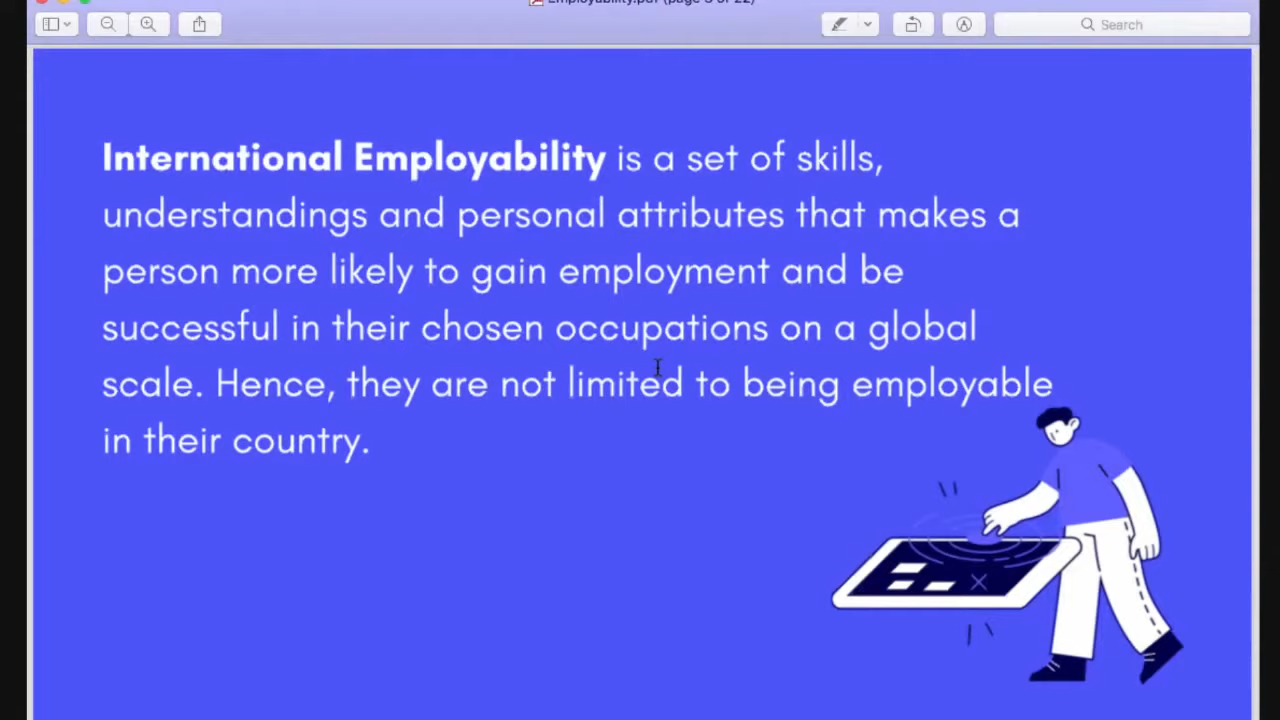 Search
International Employability is a set of skills,
understandings and personal attributes that makes a
person more likely to gain employment and be
successful in their chosen occupations on a global
scale. Hence, they are not limited to being employable
in their country.